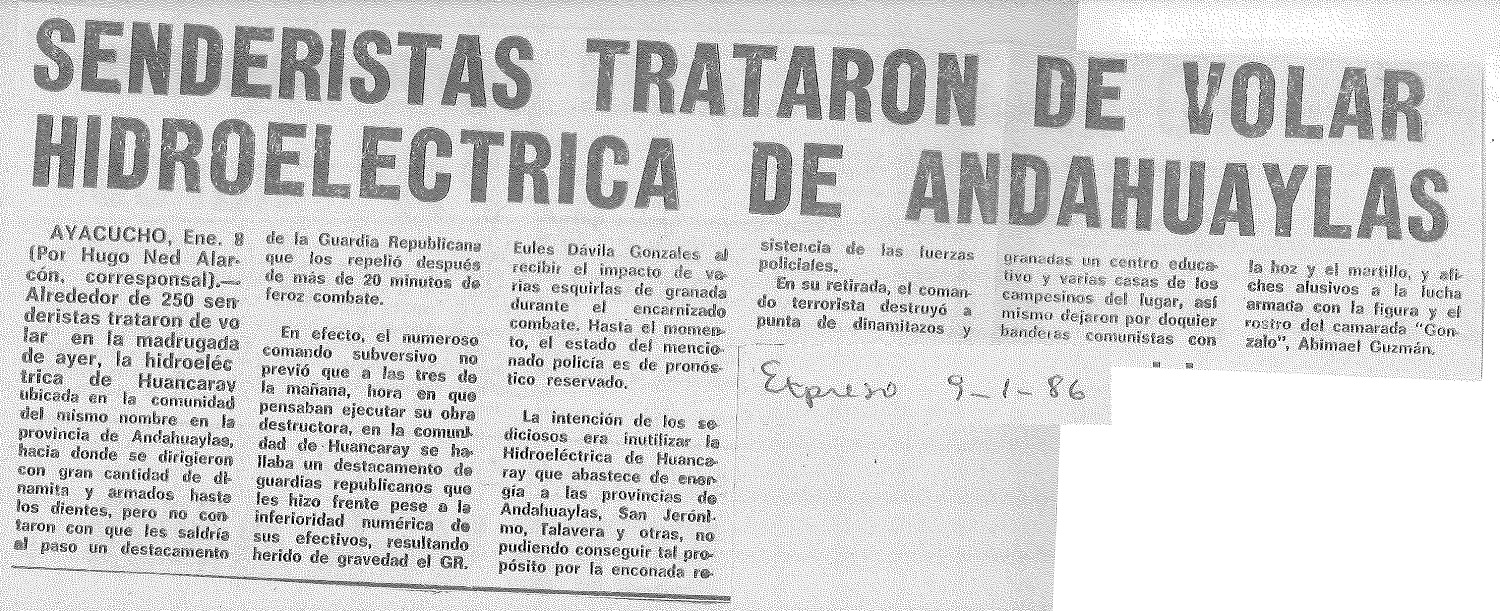 SENDERISTAS TRATARON DE VOLAR
HIDROELECTRICA DE ANDAHUAYLAS
AYACUCHO, Ene. 8
(Por Hugo Ned Alar-
cón, corresponsal).—
Alrededor de 250 sen
deristas trataron de vo
lar en la madrugada
de ayer, la hidroeléc
trica de Huancaray
ubicada en la comunidad
del mismo nombre en la
provincia de Andahuaylas,
hacia donde se dirigieron
con gran cantidad de di-
namita y armados hasta
los dientes, pero no con
taron con que les saldría
al paso un destacamento
de la Guardia Republicana
que los repelió después
de más de 20 minutos de
feroz combate.
En efecto, el numeroso
comando subversivo no
previó que a las tres de
la mañana, hora en que
pensaban ejecutar su obra
destructora, en la comuni-
dad de Huancaray se ha-
llaba un destacamento de
guardias republicanos que
les hizo frente pese a la
inferioridad numérica de
sus efectivos, resultando
herido de gravedad el GR.
Eules Dávila Gonzales al
recibir el impacto de va-
rias esquirlas de granada
durante el encarnizado
combate. Hasta el momen-
to, el estado del mencio-
nado policía es de pronós-
tico reservado.
La intención de los se-
diciosos era inutilizar la
Hidroeléctrica de Huanca-
ray que abastece de ener-
gía a las provincias de
Andahuaylas, San Jeróni-
mo, Talavera y otras, no
pudiendo conseguir tal pro-
pósito por la enconada re-
sistencia de las fuerzas
policiales.
En su retirada, el coman-
do terrorista destruyó a
punta de dinamitazos y
granadas un centro educa-
tivo y varias casas de los
campesinos del lugar, así
mismo dejaron por doquier
banderas comunistas con
la hoz y el martillo, y afi-
ches alusivos a la lucha
armada con la figura y el
rostro del camarada "Gon-
zalo", Abimael Guzmán.
Expreso 9-1-86